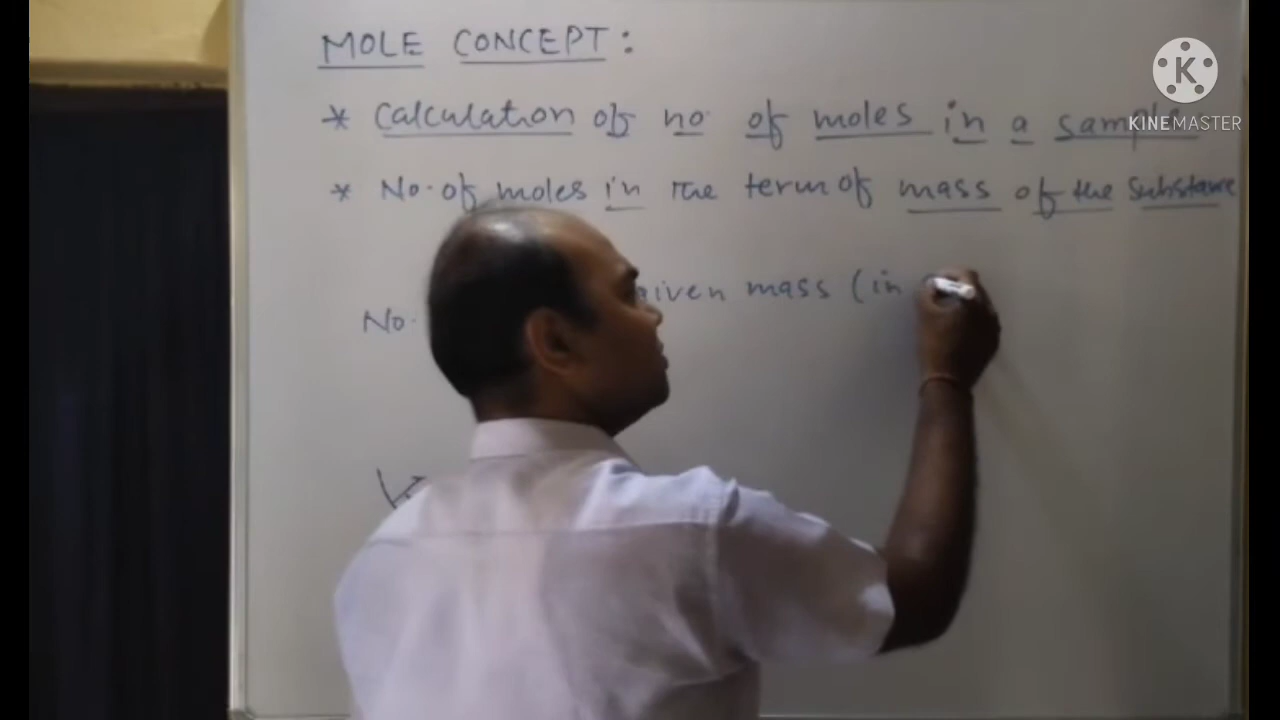 MOLE CONCEPT:
* Calculation of no. of moles in a sample
* No. of moles in the term of mass of the substance
given mass (in
No.
K
KINEMASTER